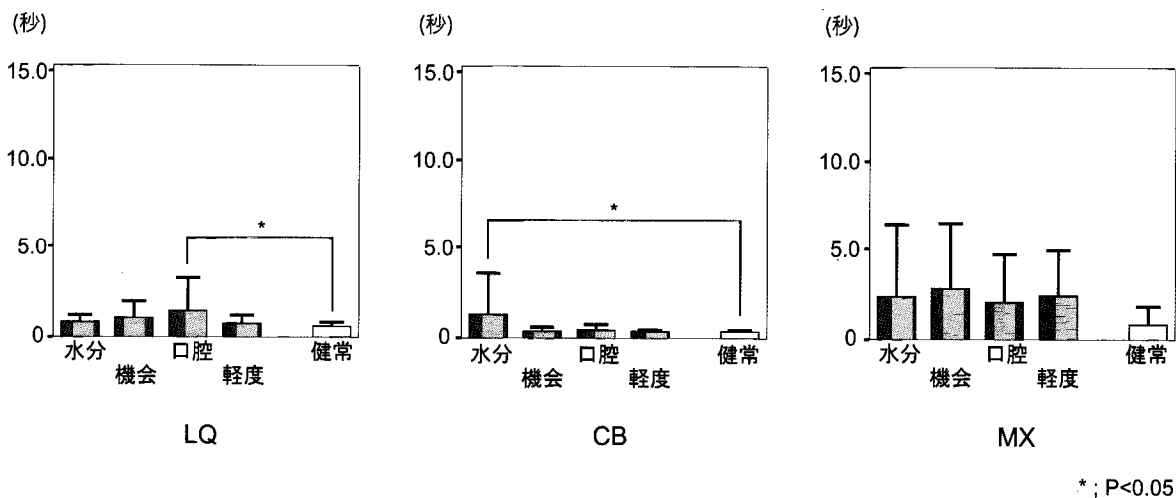 (秒)
15.0
10.0
5.0
0
*
水分
機会
口腔
軽度
健常
LQ
(秒)
15.0
10.0
5.0
0
*
水分
機会
口腔
軽度
健常
CB
(秒)
15.0
10.0
5.0
0
水分
機会
口腔
軽度
健常
MX
* ; P<0.05